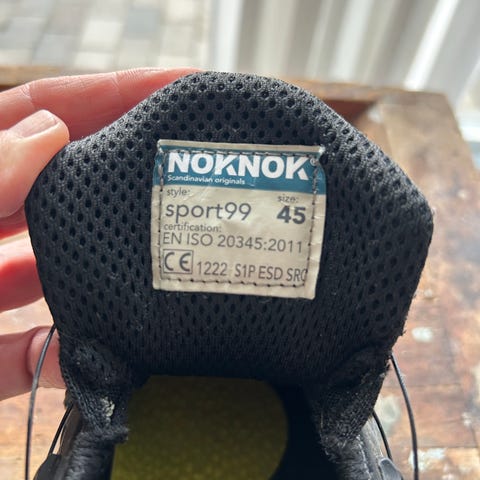 NOKNOK®
Scandinavian originals
style: size:
sport99 45
certification:
EN ISO 20345:2011
CE 1222 S1P ESD SRC